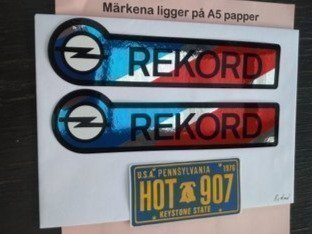 Märkena ligger på A5 papper
REKORD
REKORD
U.S.A. PENNSYLVANIA 1976
HOT 907
KEYSTONE STATE